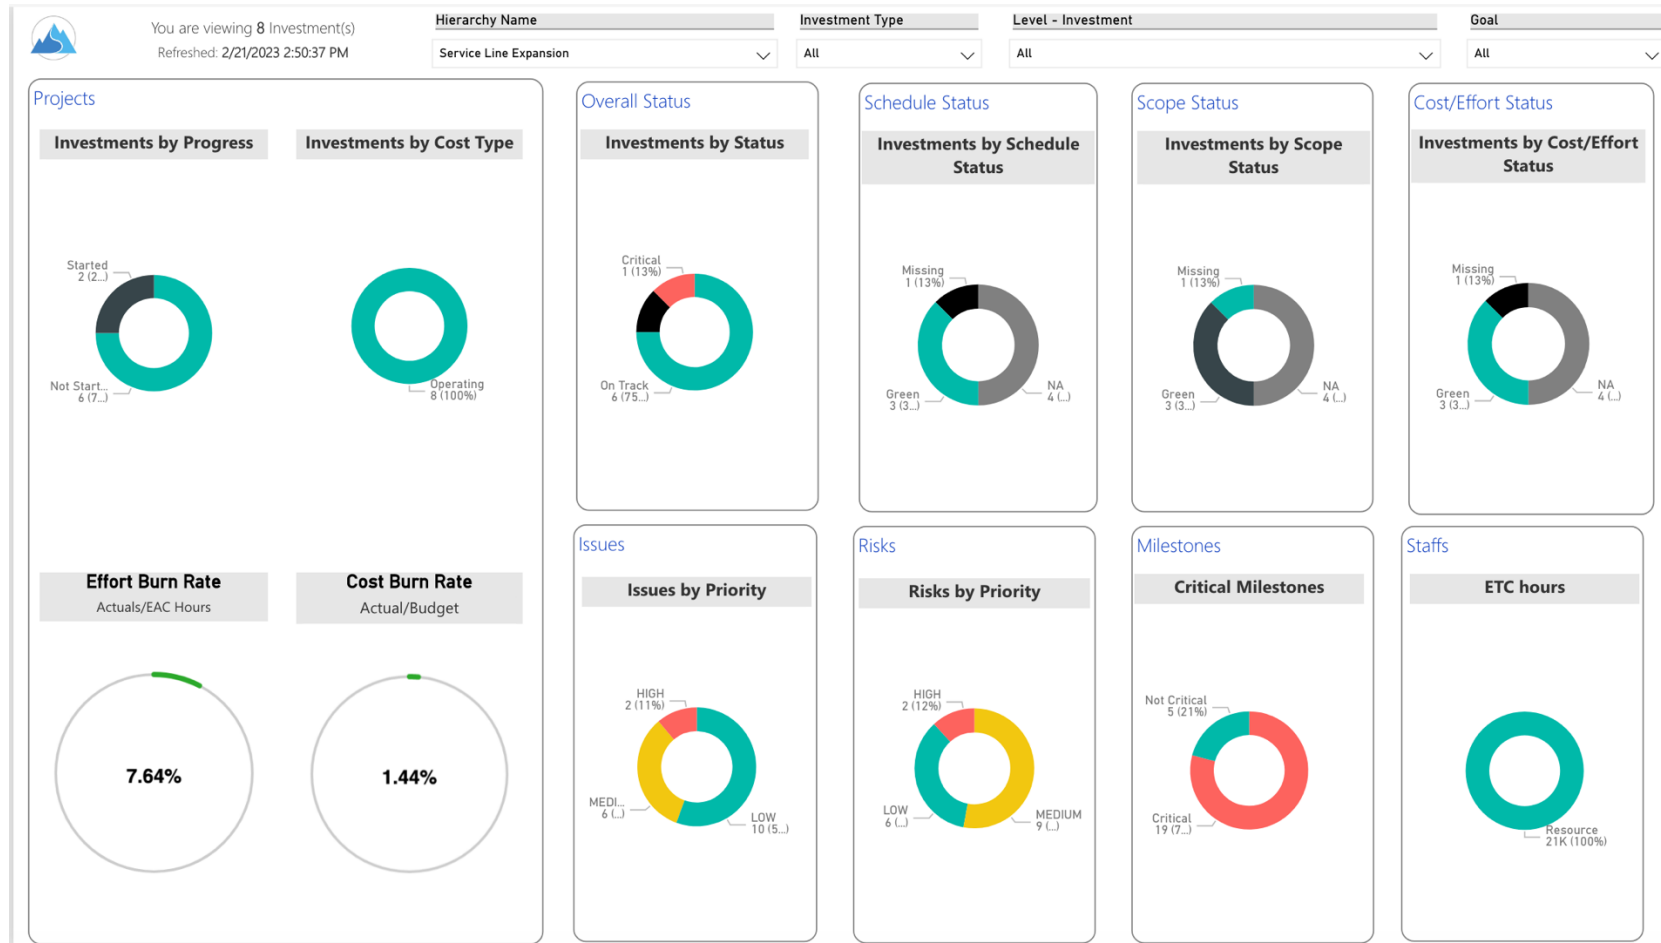 You are viewing 8 Investment(s)
Refreshed: 2/21/2023 2:50:37 PM
Hierarchy Name
Service Line Expansion
Investment Type
All
Level - Investment
All
Goal
All
Projects
Investments by Progress
Started
2 (2...)
Not Start...
6 (7...)
Investments by Cost Type
Operating
8 (100%)
Effort Burn Rate
Actuals/EAC Hours
7.64%
Cost Burn Rate
Actual/Budget
1.44%
Overall Status
Investments by Status
Critical
1 (13%)
On Track
6 (75...)
Schedule Status
Investments by Schedule
Status
Missing
1 (13%)
Green
3 (3...)
NA
4 (...)
Scope Status
Investments by Scope
Status
Missing
1 (13%)
Green
3 (3...)
NA
4 (...)
Cost/Effort Status
Investments by Cost/Effort
Status
Missing
1 (13%)
Green
3 (3...)
NA
4 (...)
Issues
Issues by Priority
HIGH
2 (11%)
MEDI...
6 (...)
LOW
10 (5...)
Risks
Risks by Priority
HIGH
2 (12%)
LOW
6 (...)
MEDIUM
9 (...)
Milestones
Critical Milestones
Not Critical
5 (21%)
Critical
19 (7...)
Staffs
ETC hours
Resource
21K (100%)